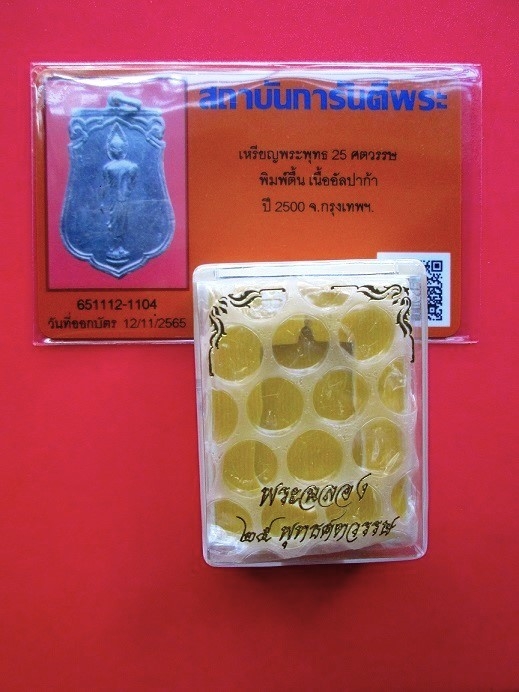 สถาบันการันตีพระ
เหรียญพระพุทธ 25 ศตวรรษ
พิมพ์ตื้น เนื้ออัลปาก้า
ปี 2500 จ.กรุงเทพฯ.
651112-1104
วันที่ออกบัตร 12/11/2565
พระฉลอง
๒๕ พุทธศตวรรษ